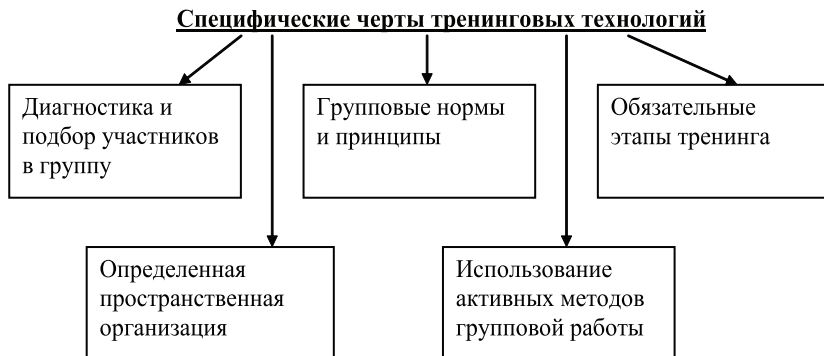 Специфические черты тренинговых технологий
Диагностика и
подбор участников
в группу
Групповые нормы
и принципы
Обязательные
этапы тренинга
Определенная
пространственная
организация
Использование
активных методов
групповой работы